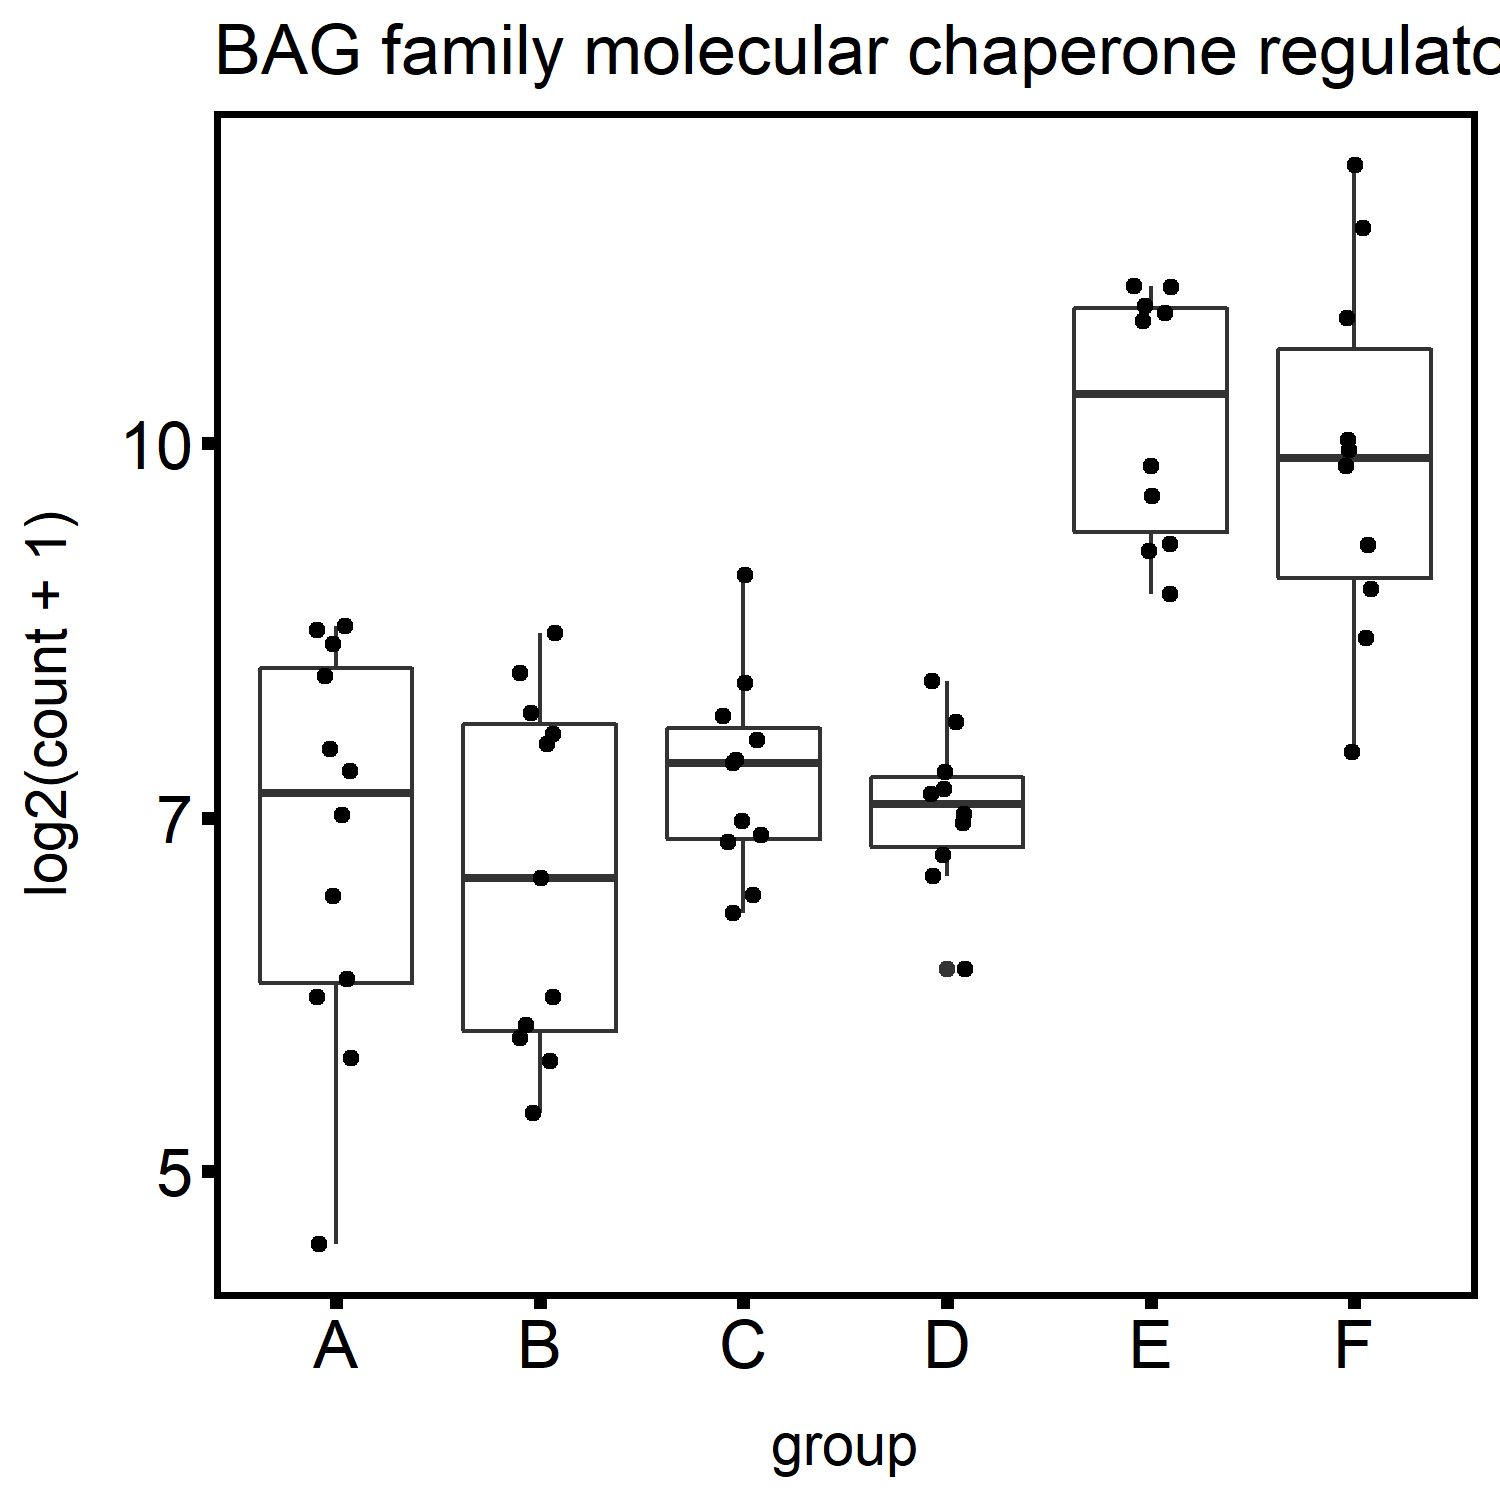 BAG family molecular chaperone regulato
log2(count + 1)
10
7
5
A B C D E F
group